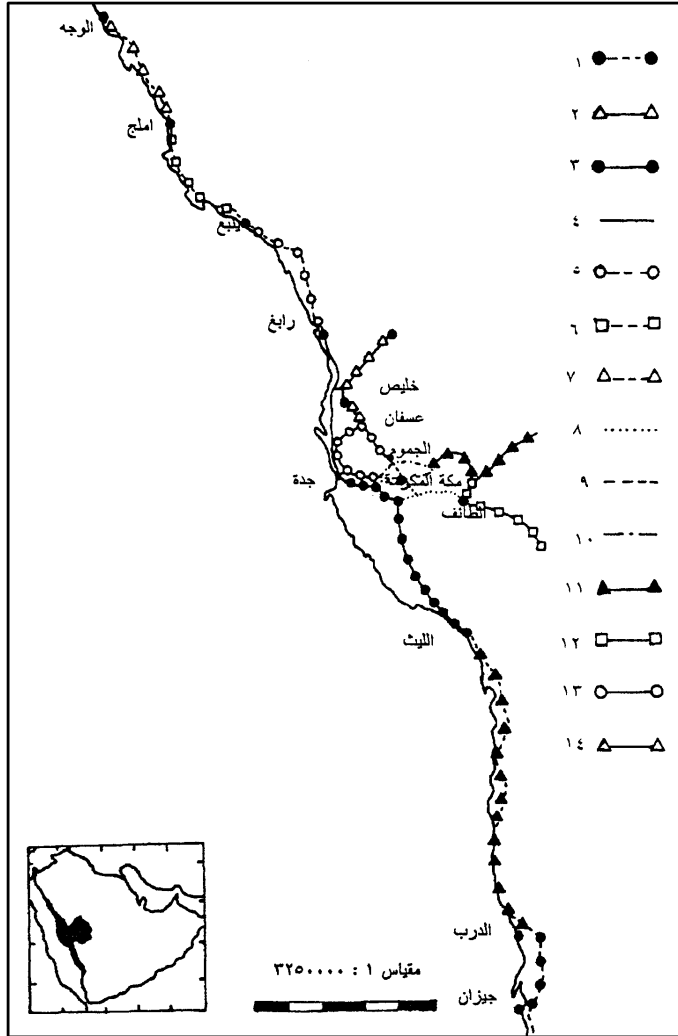 الوجه
املج
ينبع
رابغ
خليص
عسفان
الجموم
جدة
مكة المكرمة
الطائف
الليث
الدرب
جيزان
مقياس ١ : ٣٢٥٠٠٠٠
١
٢
٣
٤
٥
٦
٧
٨
٩
١٠
١١
١٢
١٣
١٤